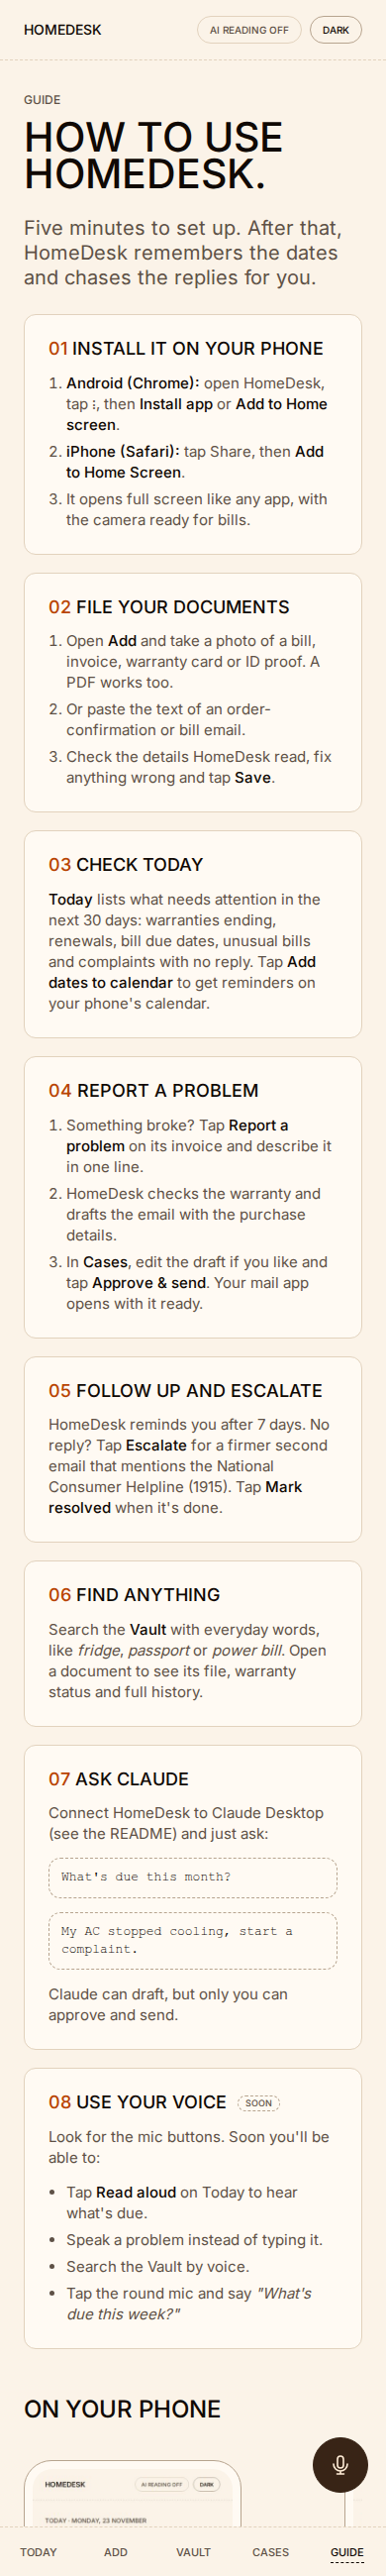 HOMEDESK
AI READING OFF
DARK
GUIDE
HOW TO USE
HOMEDESK.
Five minutes to set up. After that,
HomeDesk remembers the dates
and chases the replies for you.
01 INSTALL IT ON YOUR PHONE
1. Android (Chrome): open HomeDesk,
tap ⋮, then Install app or Add to Home
screen.
2. iPhone (Safari): tap Share, then Add
to Home Screen.
3. It opens full screen like any app, with
the camera ready for bills.
02 FILE YOUR DOCUMENTS
1. Open Add and take a photo of a bill,
invoice, warranty card or ID proof. A
PDF works too.
2. Or paste the text of an order-
confirmation or bill email.
3. Check the details HomeDesk read, fix
anything wrong and tap Save.
03 CHECK TODAY
Today lists what needs attention in the
next 30 days: warranties ending,
renewals, bill due dates, unusual bills
and complaints with no reply. Tap Add
dates to calendar to get reminders on
your phone's calendar.
04 REPORT A PROBLEM
1. Something broke? Tap Report a
problem on its invoice and describe it
in one line.
2. HomeDesk checks the warranty and
drafts the email with the purchase
details.
3. In Cases, edit the draft if you like and
tap Approve & send. Your mail app
opens with it ready.
05 FOLLOW UP AND ESCALATE
HomeDesk reminds you after 7 days. No
reply? Tap Escalate for a firmer second
email that mentions the National
Consumer Helpline (1915). Tap Mark
resolved when it's done.
06 FIND ANYTHING
Search the Vault with everyday words,
like fridge, passport or power bill. Open
a document to see its file, warranty
status and full history.
07 ASK CLAUDE
Connect HomeDesk to Claude Desktop
(see the README) and just ask:
What's due this month?
My AC stopped cooling, start a
complaint.
Claude can draft, but only you can
approve and send.
08 USE YOUR VOICE SOON
Look for the mic buttons. Soon you'll be
able to:
• Tap Read aloud on Today to hear
what's due.
• Speak a problem instead of typing it.
• Search the Vault by voice.
• Tap the round mic and say "What's
due this week?"
ON YOUR PHONE
HOMEDESK
AI READING OFF
DARK
TODAY · MONDAY, 23 NOVEMBER
TODAY
ADD
VAULT
CASES
GUIDE